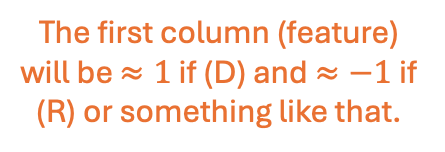 The first column (feature)
will be ≈ 1 if (D) and ≈ −1 if
(R) or something like that.